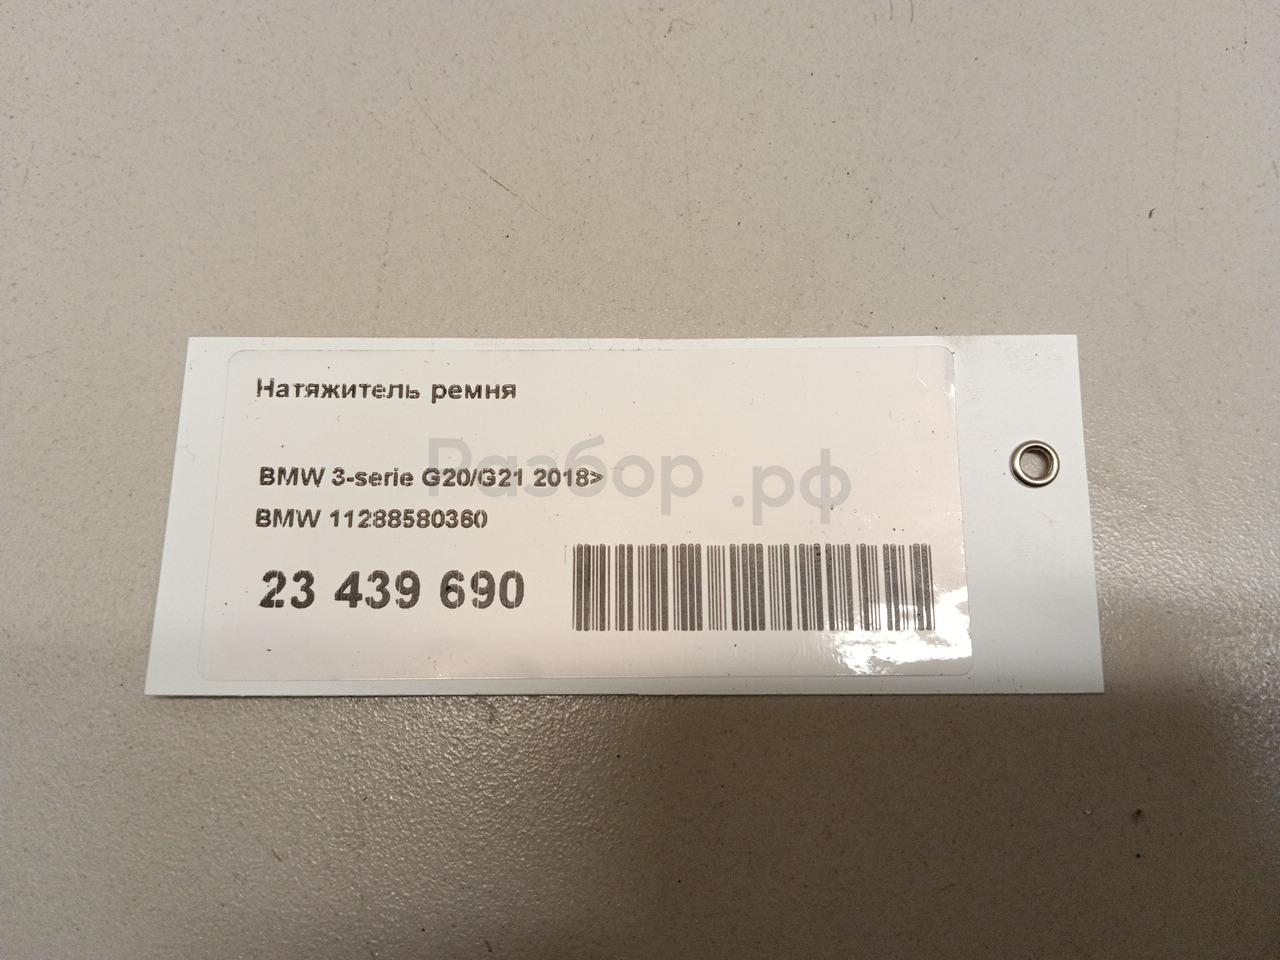 Натяжитель ремня
BMW 3-serie G20/G21 2018>
BMW 11288580360
23 439 690
Разбор.рф